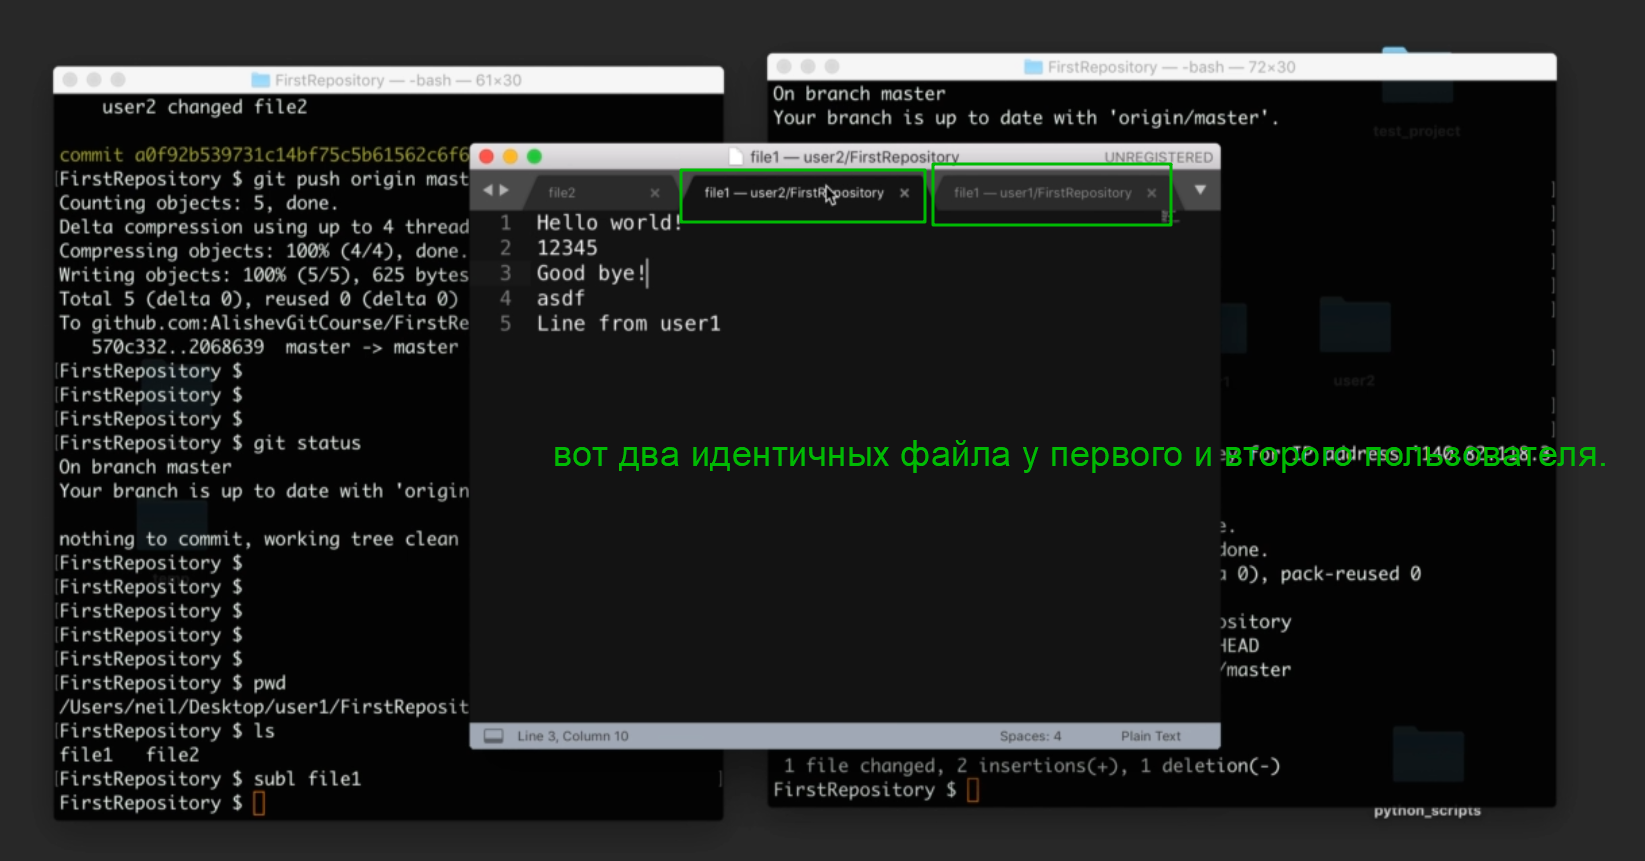 FirstRepository — -bash — 61×30
user2 changed file2
commit a0f92b539731c14bf75c5b61562c6f6
[FirstRepository $ git push origin mast
Counting objects: 5, done.
Delta compression using up to 4 thread
Compressing objects: 100% (4/4), done.
Writing objects: 100% (5/5), 625 bytes
Total 5 (delta 0), reused 0 (delta 0)
To github.com:AlishevGitCourse/FirstRe
570c332..2068639  master -> master
[FirstRepository $
[FirstRepository $
[FirstRepository $
[FirstRepository $ git status
On branch master
Your branch is up to date with 'origin
nothing to commit, working tree clean
[FirstRepository $
[FirstRepository $
[FirstRepository $
[FirstRepository $
[FirstRepository $
[FirstRepository $ pwd
/Users/neil/Desktop/user1/FirstReposit
[FirstRepository $ ls
file1   file2
[FirstRepository $ subl file1 ]
FirstRepository $
file1 — user2/FirstRepository
UNREGISTERED
file2 ×
file1 — user2/FirstRepository ×
file1 — user1/FirstRepository ×
1 Hello world!
2 12345
3 Good bye!
4 asdf
5 Line from user1
вот два идентичных файла у первого и второго пользователя.
Line 3, Column 10
Spaces: 4
Plain Text
FirstRepository — -bash — 72×30
On branch master
Your branch is up to date with 'origin/master'.
test_project
user2
ey for IP address '140.82.118.3
e.
done.
a 0), pack-reused 0
ository
HEAD
/master
1 file changed, 2 insertions(+), 1 deletion(-)
FirstRepository $
python_scripts